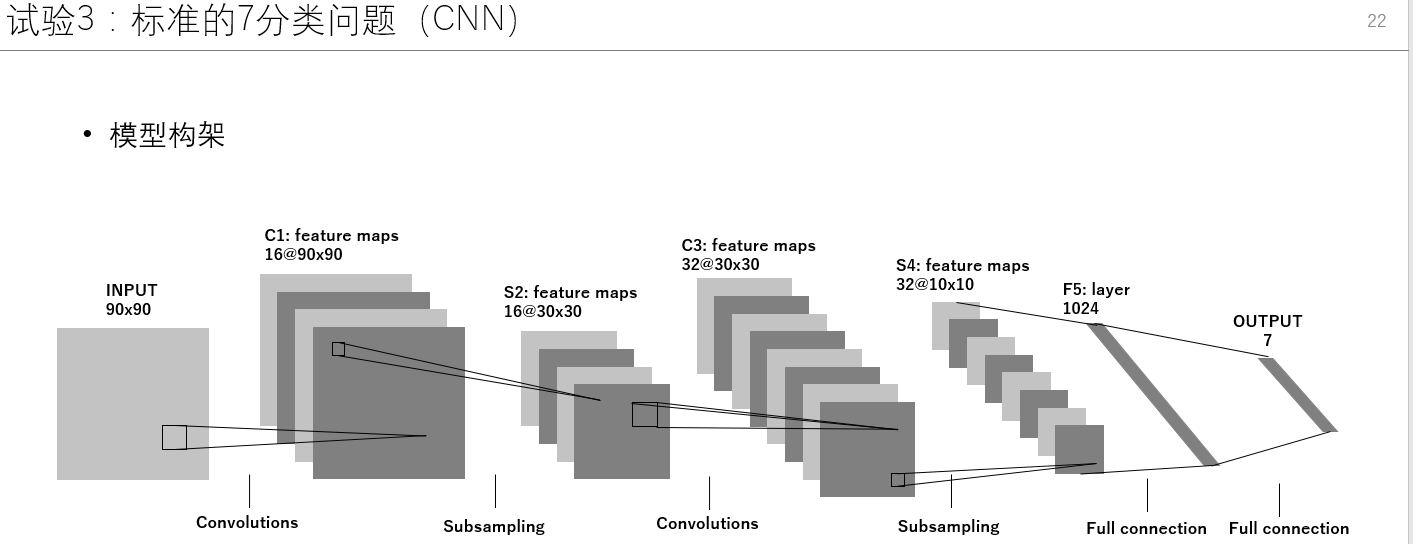 试验3：标准的7分类问题（CNN）
22
• 模型构架
INPUT
90x90
C1: feature maps
16@90x90
S2: feature maps
16@30x30
C3: feature maps
32@30x30
S4: feature maps
32@10x10
F5: layer
1024
OUTPUT
7
Convolutions
Subsampling
Convolutions
Subsampling
Full connection
Full connection